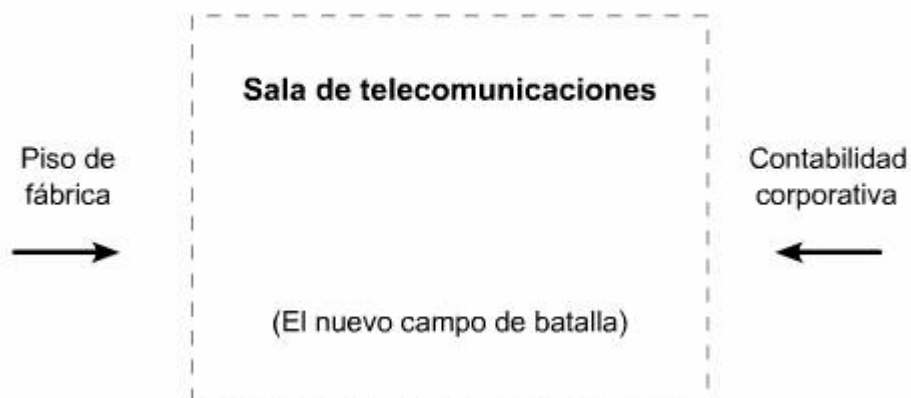 Sala de telecomunicaciones
Piso de
fábrica
Contabilidad
corporativa
(El nuevo campo de batalla)